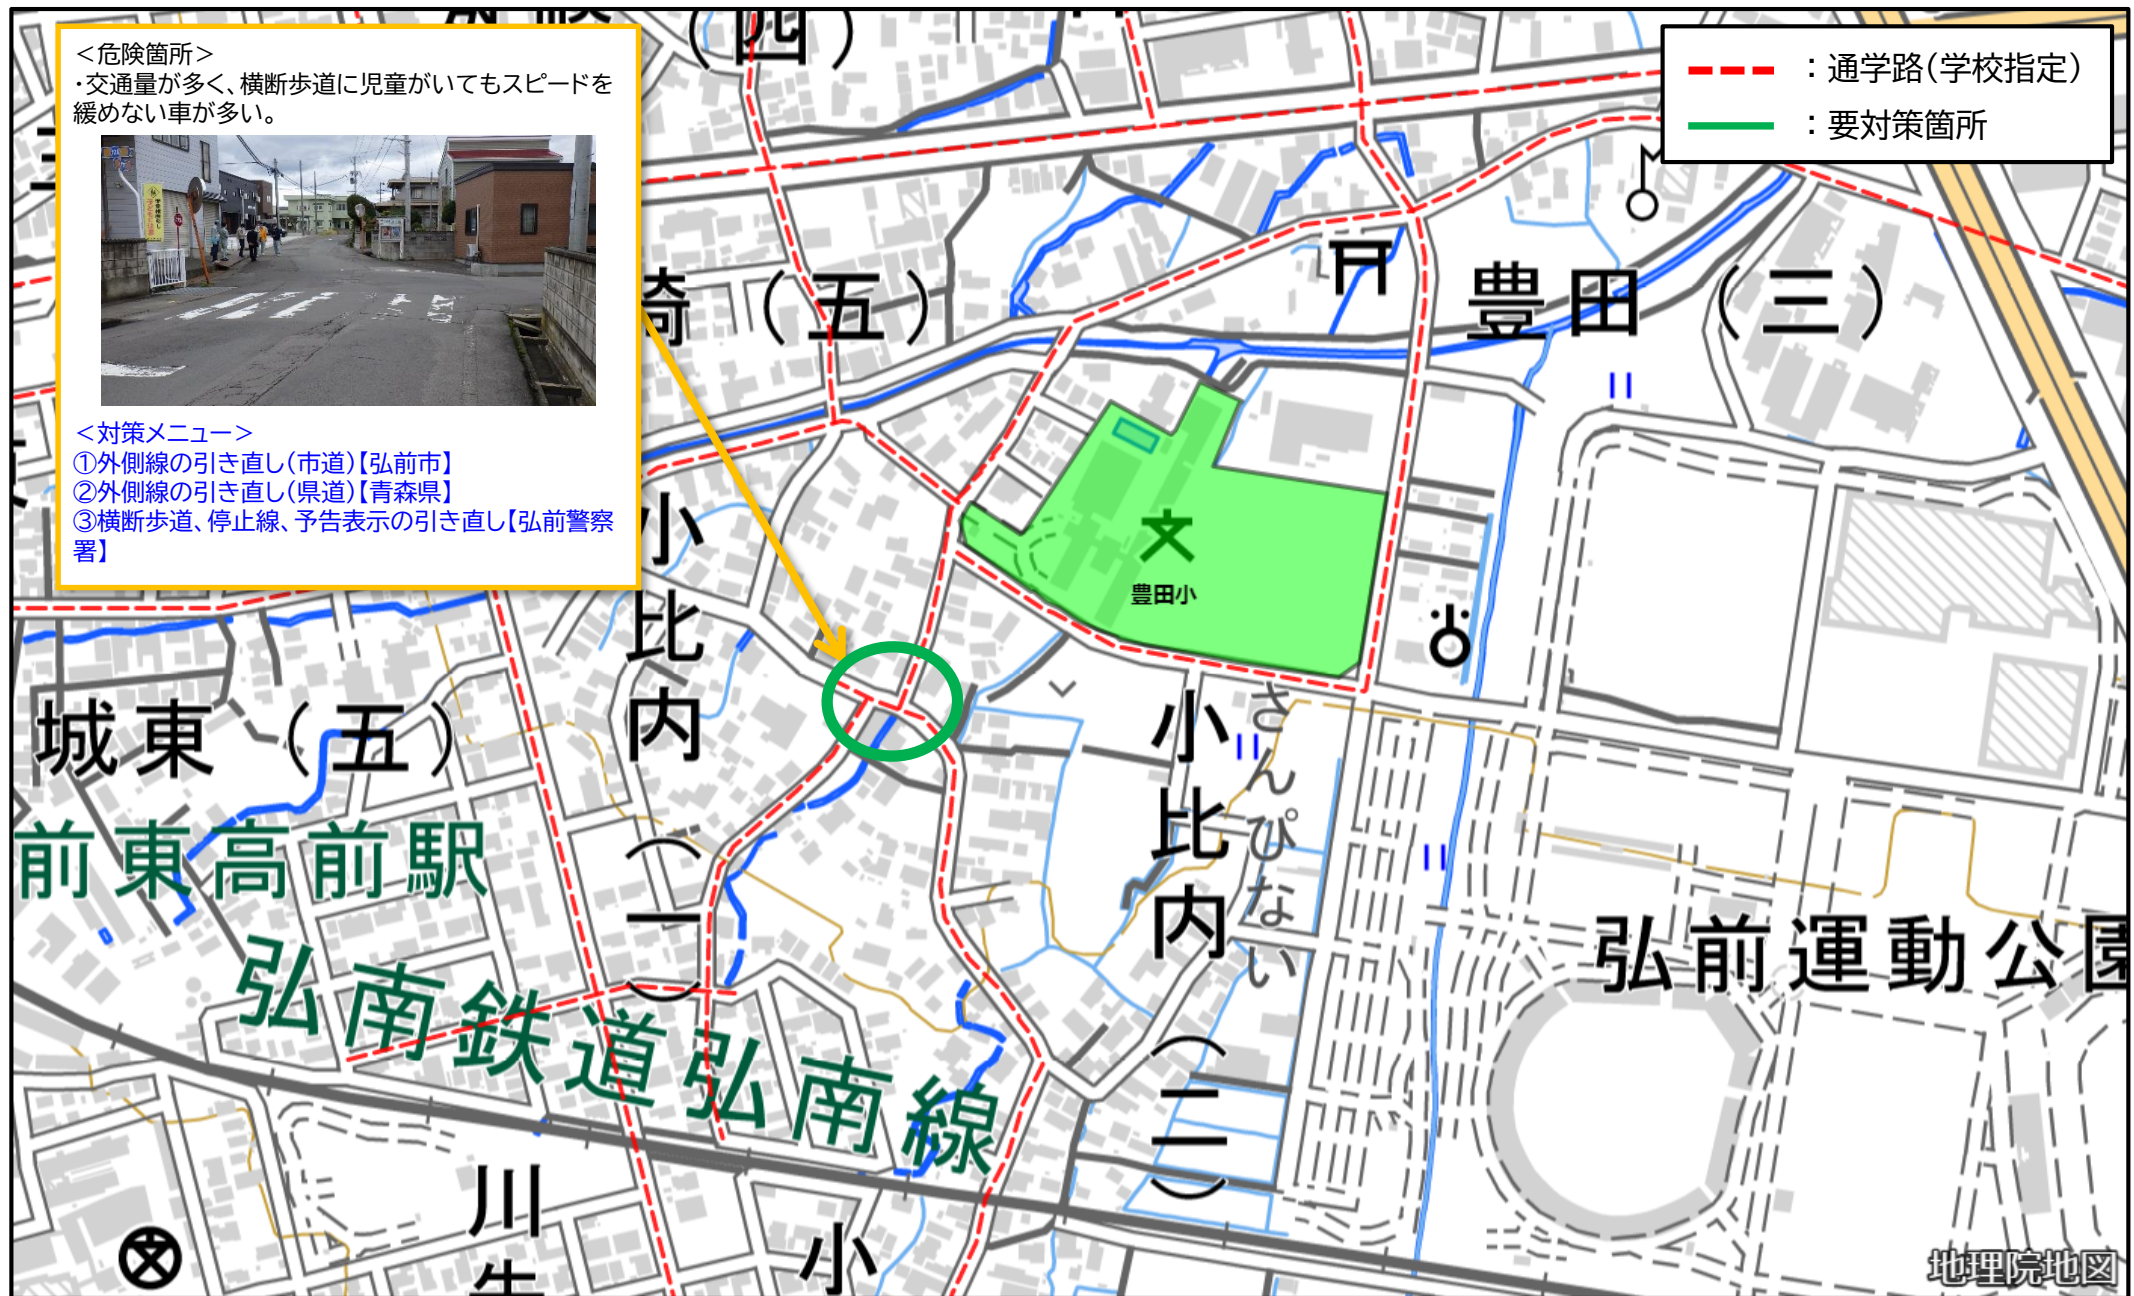 ＜危険箇所＞
・交通量が多く、横断歩道に児童がいてもスピードを
緩めない車が多い。
＜対策メニュー＞
①外側線の引き直し（市道）【弘前市】
②外側線の引き直し（県道）【青森県】
③横断歩道、停止線、予告表示の引き直し【弘前警察
署】
：通学路（学校指定）
：要対策箇所
（四）
崎（五）
豊田（三）
豊田小
小比内（一）
小比内（二）
さんぴない
城東（五）
前東高前駅
弘南鉄道弘南線
弘前運動公園
川先
小
地理院地図